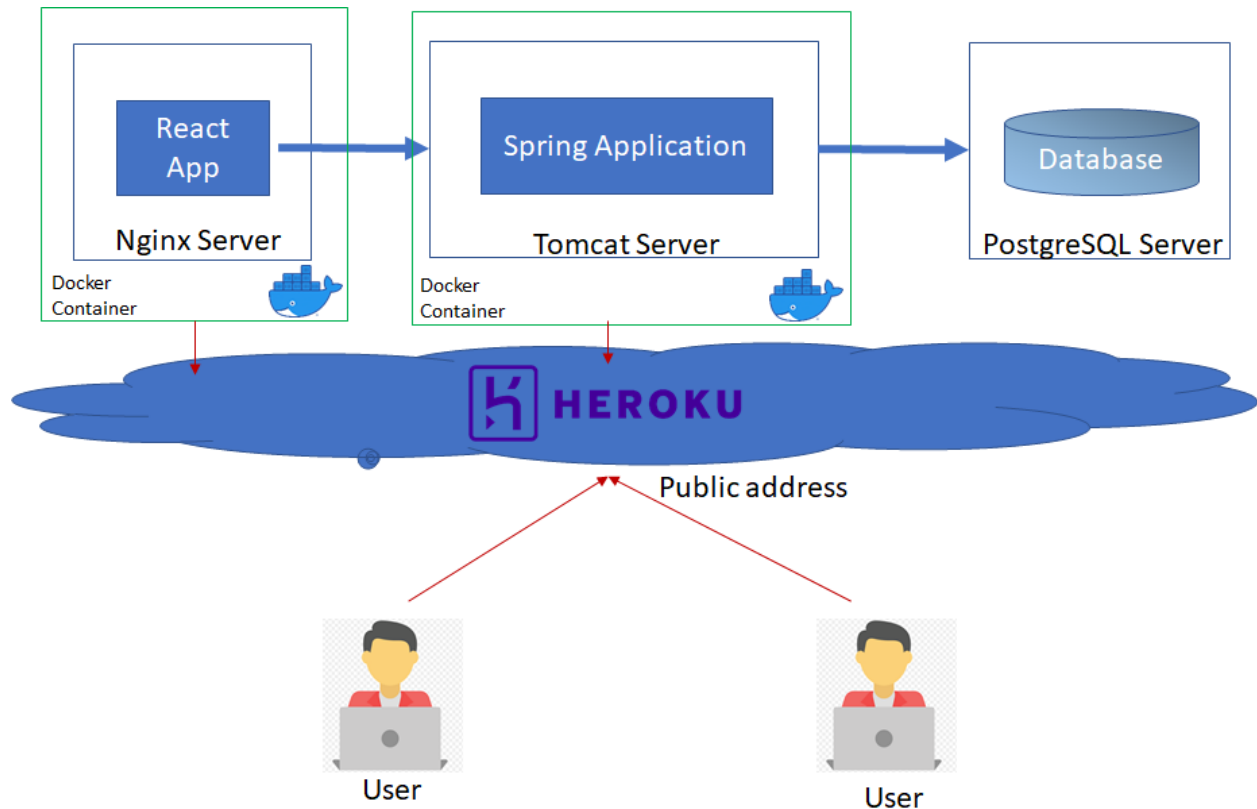 React
App
Nginx Server
Docker
Container
Spring Application
Tomcat Server
Docker
Container
Database
PostgreSQL Server
HEROKU
©
Public address
User
User